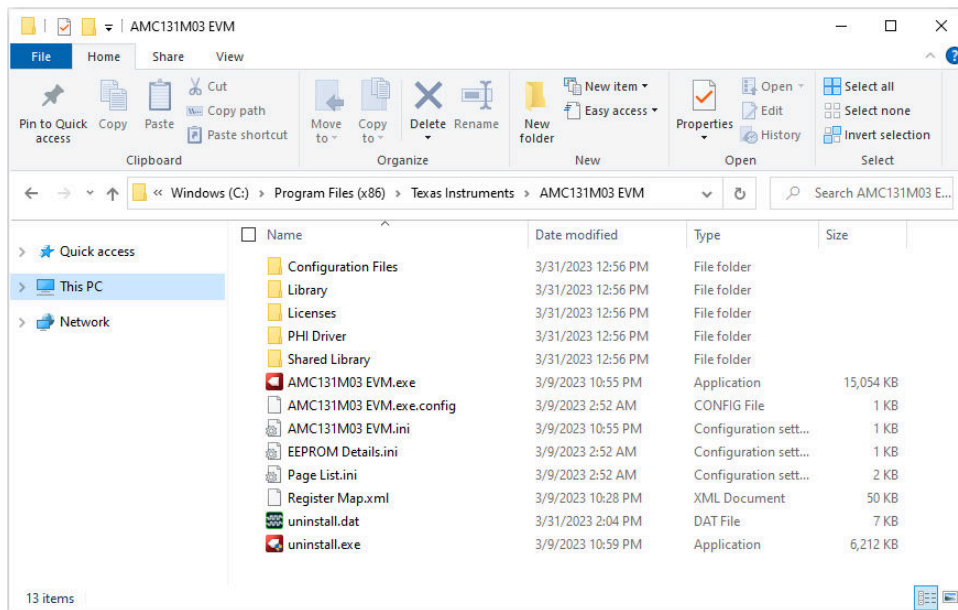 AMC131M03 EVM
File Home Share View
Pin to Quick access
Copy
Paste
Cut
Copy path
Paste shortcut
Clipboard
Move to
Copy to
Delete
Rename
Organize
New folder
New item
Easy access
New
Properties
Open
Edit
History
Open
Select all
Select none
Invert selection
Select
« Windows (C:) > Program Files (x86) > Texas Instruments > AMC131M03 EVM
Search AMC131M03 E...
Quick access
This PC
Network
Name Date modified Type Size
Configuration Files 3/31/2023 12:56 PM File folder
Library 3/31/2023 12:56 PM File folder
Licenses 3/31/2023 12:56 PM File folder
PHI Driver 3/31/2023 12:56 PM File folder
Shared Library 3/31/2023 12:56 PM File folder
AMC131M03 EVM.exe 3/9/2023 10:55 PM Application 15,054 KB
AMC131M03 EVM.exe.config 3/9/2023 2:52 AM CONFIG File 1 KB
AMC131M03 EVM.ini 3/9/2023 10:55 PM Configuration sett... 1 KB
EEPROM Details.ini 3/9/2023 2:52 AM Configuration sett... 1 KB
Page List.ini 3/9/2023 2:52 AM Configuration sett... 2 KB
Register Map.xml 3/9/2023 10:28 PM XML Document 50 KB
uninstall.dat 3/31/2023 2:04 PM DAT File 7 KB
uninstall.exe 3/9/2023 10:59 PM Application 6,212 KB
13 items